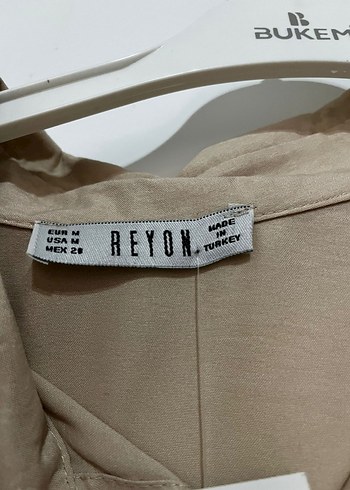 BUKEM
EUR M
USA M
MEX 28
REYON
MADE
IN
TURKEY